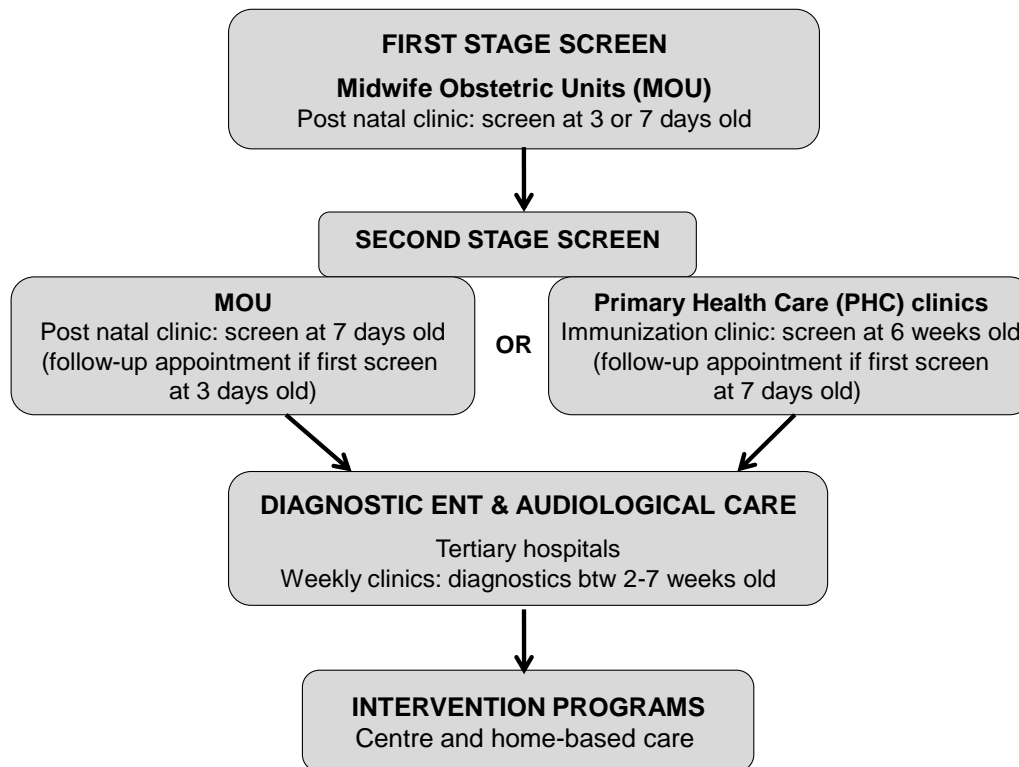 FIRST STAGE SCREEN
Midwife Obstetric Units (MOU)
Post natal clinic: screen at 3 or 7 days old
SECOND STAGE SCREEN
MOU
Post natal clinic: screen at 7 days old
(follow-up appointment if first screen
at 3 days old)
OR
Primary Health Care (PHC) clinics
Immunization clinic: screen at 6 weeks old
(follow-up appointment if first screen
at 7 days old)
DIAGNOSTIC ENT & AUDIOLOGICAL CARE
Tertiary hospitals
Weekly clinics: diagnostics btw 2-7 weeks old
INTERVENTION PROGRAMS
Centre and home-based care